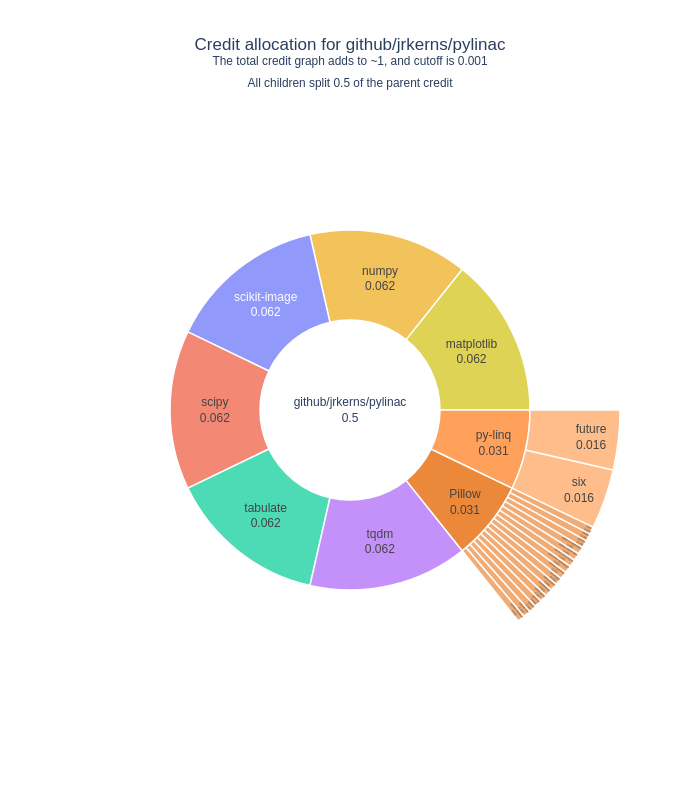 Credit allocation for github/jrkerns/pylinac
The total credit graph adds to ~1, and cutoff is 0.001
All children split 0.5 of the parent credit
numpy
0.062
scikit-image
0.062
matplotlib
0.062
github/jrkerns/pylinac
0.5
scipy
0.062
py-linq
0.031
future
0.016
six
0.016
Pillow
0.031
tabulate
0.062
tqdm
0.062